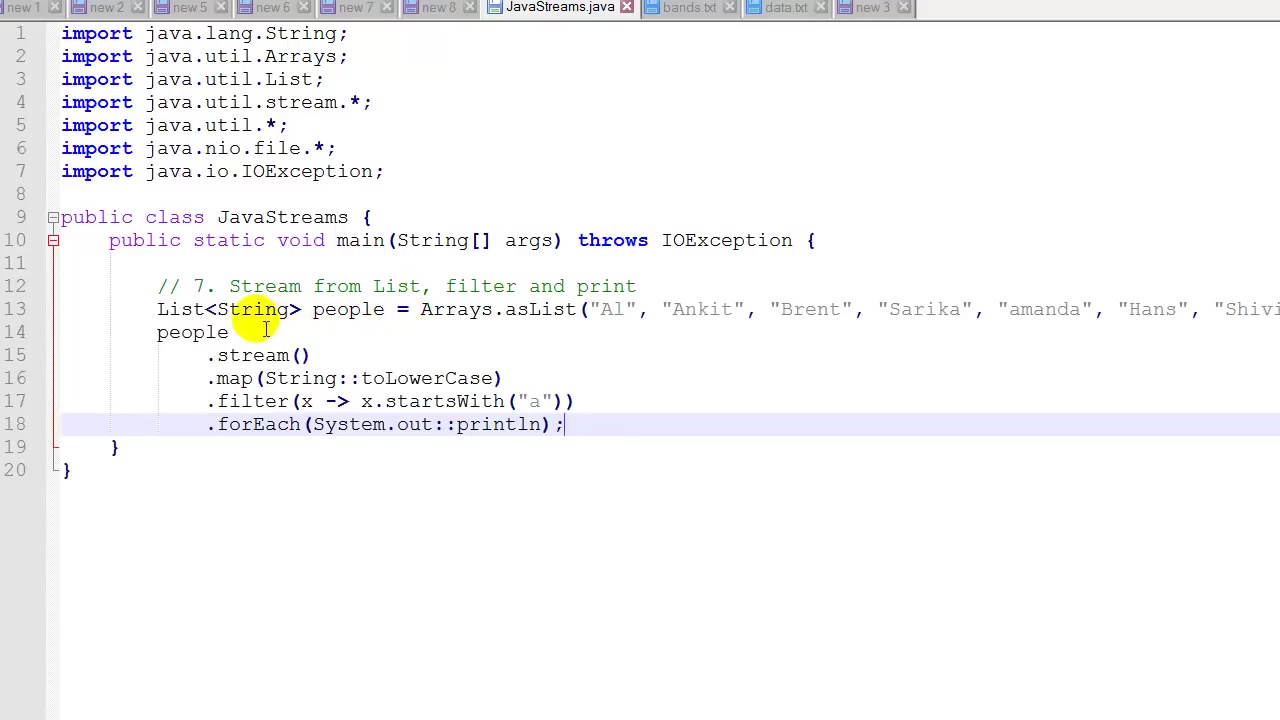 new 1 new 2 new 5 new 6 new 7 new 8 JavaStreams.java bands.txt data.txt new 3
1 import java.lang.String;
2 import java.util.Arrays;
3 import java.util.List;
4 import java.util.stream.*;
5 import java.util.*;
6 import java.nio.file.*;
7 import java.io.IOException;
8
9 public class JavaStreams {
10 public static void main(String[] args) throws IOException {
11
12 // 7. Stream from List, filter and print
13 List<String> people = Arrays.asList("Al", "Ankit", "Brent", "Sarika", "amanda", "Hans", "Shivi
14 people
15 .stream()
16 .map(String::toLowerCase)
17 .filter(x -> x.startsWith("a"))
18 .forEach(System.out::println);
19 }
20 }